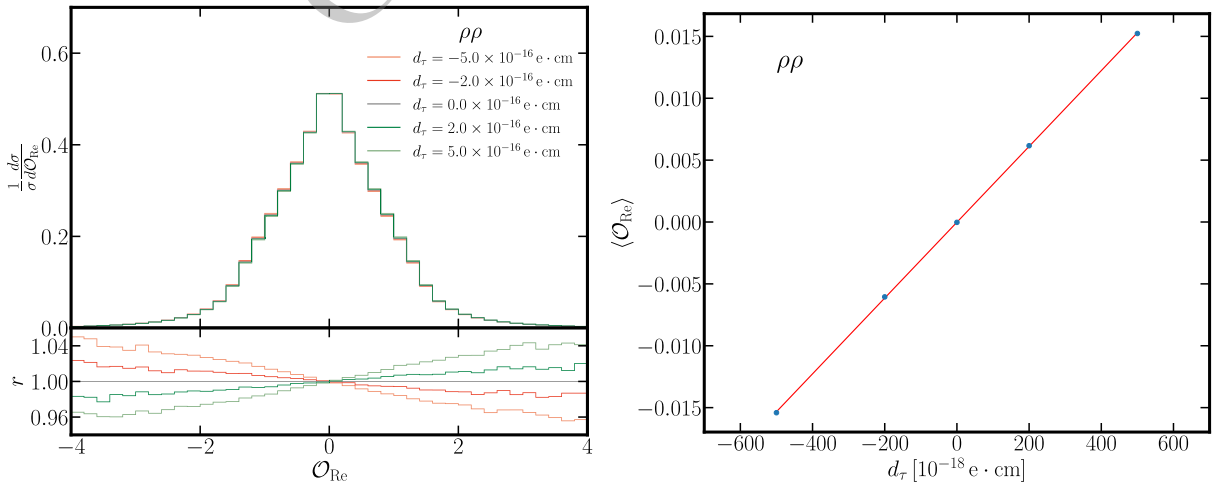 ρρ
d_τ = −5.0 × 10⁻¹⁶ e · cm
d_τ = −2.0 × 10⁻¹⁶ e · cm
d_τ = 0.0 × 10⁻¹⁶ e · cm
d_τ = 2.0 × 10⁻¹⁶ e · cm
d_τ = 5.0 × 10⁻¹⁶ e · cm
0.6
0.4
0.2
0.0
1/σ dσ/d𝒪_Re
1.04
1.00
0.96
r
−4 −2 0 2 4
𝒪_Re
ρρ
0.015
0.010
0.005
0.000
−0.005
−0.010
−0.015
⟨𝒪_Re⟩
−600 −400 −200 0 200 400 600
d_τ [10⁻¹⁸ e · cm]